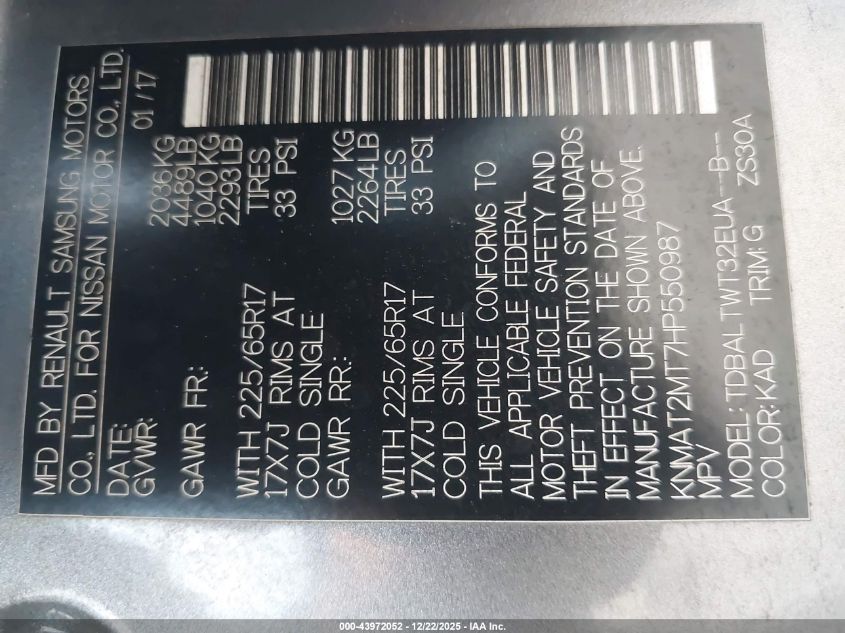 MFD BY RENAULT SAMSUNG MOTORS
CO., LTD. FOR NISSAN MOTOR CO., LTD.
DATE: 01 / 17
GVWR: 2036KG
4489LB
GAWR FR.: 1040KG
2293LB
WITH 225/65R17 TIRES
17X7J RIMS AT 33 PSI
COLD SINGLE
GAWR RR.: 1027KG
2264LB
WITH 225/65R17 TIRES
17X7J RIMS AT 33 PSI
COLD SINGLE
THIS VEHICLE CONFORMS TO
ALL APPLICABLE FEDERAL
MOTOR VEHICLE SAFETY AND
THEFT PREVENTION STANDARDS
IN EFFECT ON THE DATE OF
MANUFACTURE SHOWN ABOVE.
KNMAT2MT7HP550987
MPV
MODEL: TDBALTWT32EUA--B---
COLOR: KAD TRIM: G ZS30A
000-43972052 - 12/22/2025 - IAA Inc.